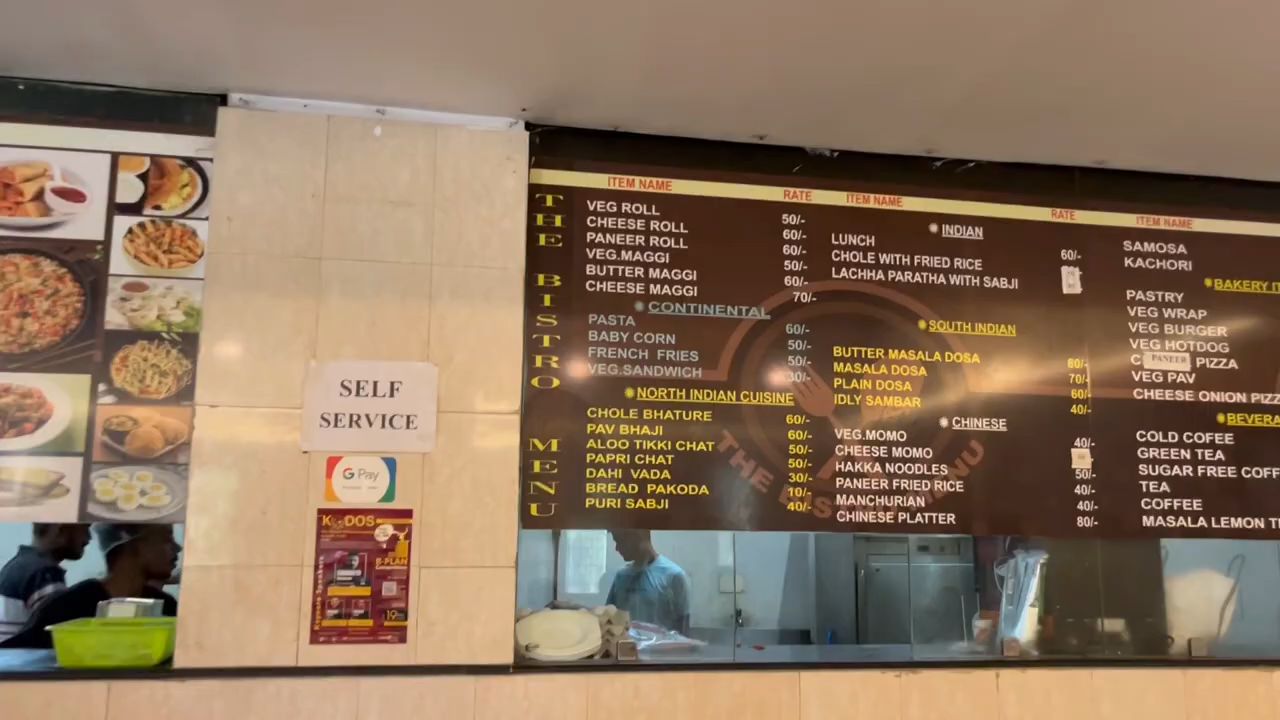 THE BISTRO MENU
ITEM NAME RATE
VEG ROLL 50/-
CHEESE ROLL 60/-
PANEER ROLL 60/-
VEG.MAGGI 50/-
BUTTER MAGGI 60/-
CHEESE MAGGI 70/-
CONTINENTAL
PASTA 60/-
BABY CORN 50/-
FRENCH FRIES 50/-
VEG.SANDWICH 30/-
NORTH INDIAN CUISINE
CHOLE BHATURE 60/-
PAV BHAJI 60/-
ALOO TIKKI CHAT 50/-
PAPRI CHAT 50/-
DAHI VADA 30/-
BREAD PAKODA 10/-
PURI SABJI 40/-
ITEM NAME RATE
INDIAN
LUNCH 60/-
CHOLE WITH FRIED RICE
LACHHA PARATHA WITH SABJI
SOUTH INDIAN
BUTTER MASALA DOSA 80/-
MASALA DOSA 70/-
PLAIN DOSA 60/-
IDLY SAMBAR 40/-
CHINESE
VEG.MOMO 40/-
CHEESE MOMO
HAKKA NOODLES 50/-
PANEER FRIED RICE 40/-
MANCHURIAN 40/-
CHINESE PLATTER 80/-
ITEM NAME
SAMOSA
KACHORI
BAKERY
PASTRY
VEG WRAP
VEG BURGER
VEG HOTDOG
PANEER PIZZA
VEG PAV
CHEESE ONION PIZZ
BEVERA
COLD COFEE
GREEN TEA
SUGAR FREE COFF
TEA
COFFEE
MASALA LEMON T
SELF
SERVICE
G Pay
B-PLAN
Keynote Speakers